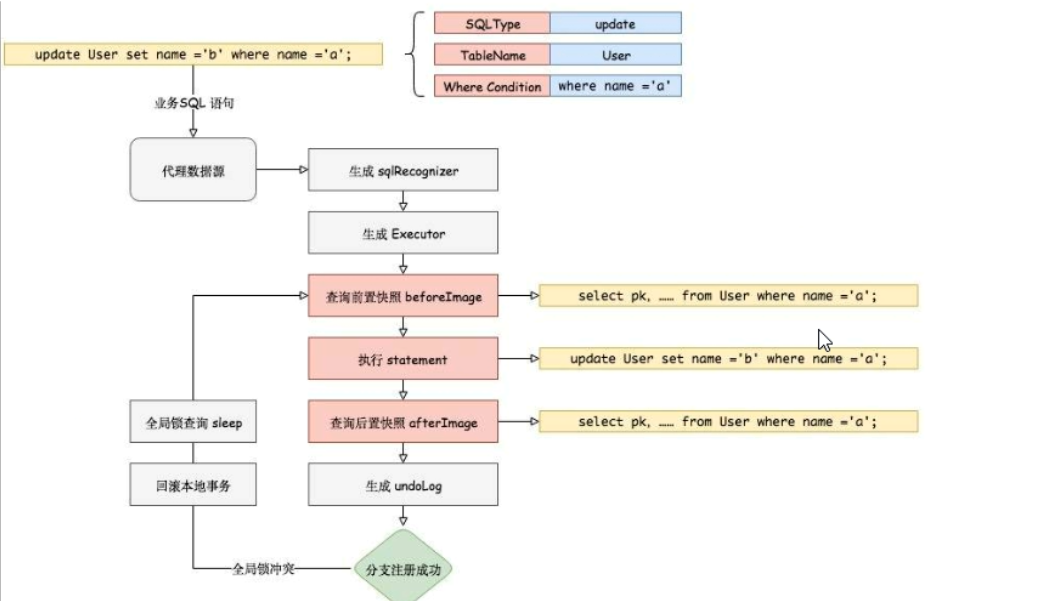 SQLType update
update User set name ='b' where name ='a';
TableName User
Where Condition where name ='a'
业务SQL 语句
代理数据源
生成 sqlRecognizer
生成 Executor
查询前置快照 beforeImage
select pk, …… from User where name ='a';
执行 statement
update User set name ='b' where name ='a';
全局锁查询 sleep
查询后置快照 afterImage
select pk, …… from User where name ='a';
回滚本地事务
生成 undoLog
全局锁冲突
分支注册成功